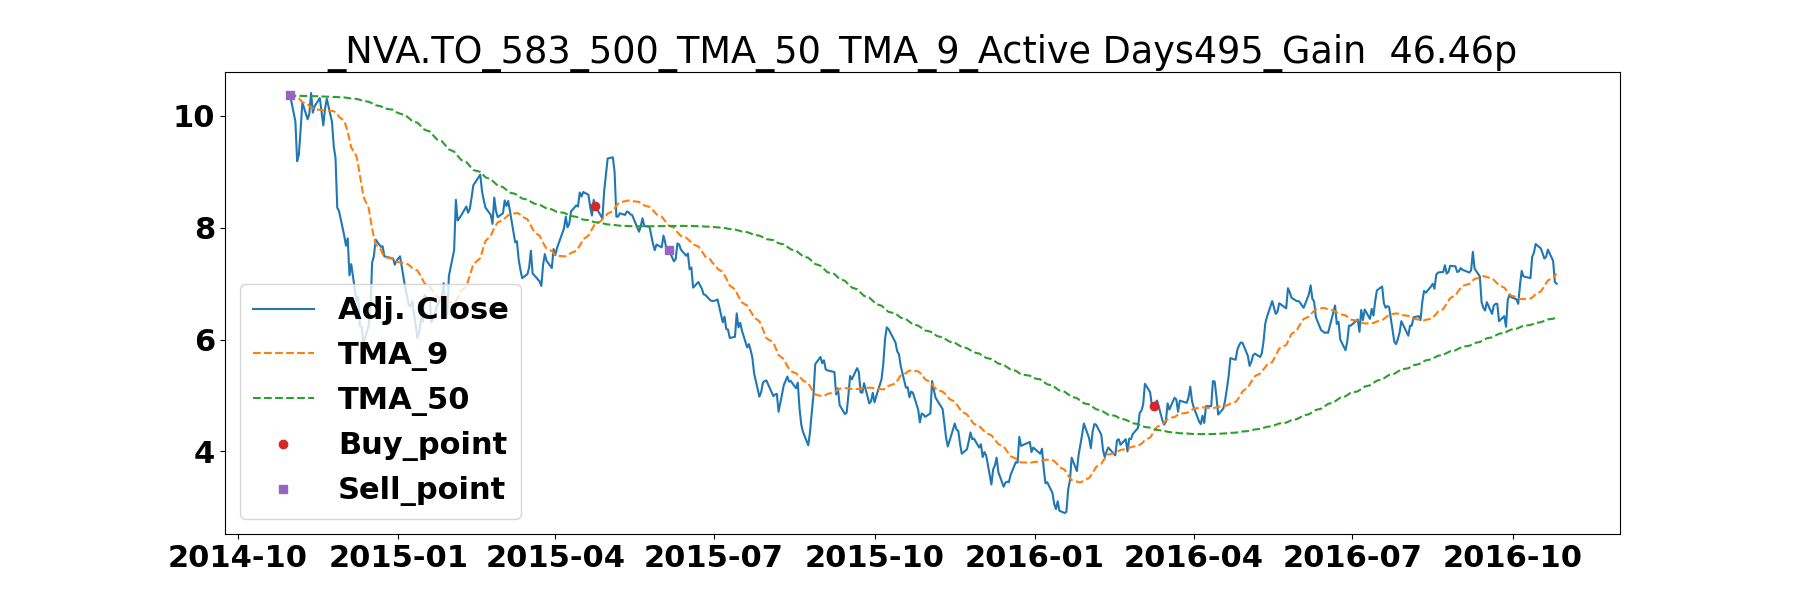 _NVA.TO_583_500_TMA_50_TMA_9_Active Days495_Gain  46.46p
10
8
6
4
Adj. Close
TMA_9
TMA_50
Buy_point
Sell_point
2014-10 2015-01 2015-04 2015-07 2015-10 2016-01 2016-04 2016-07 2016-10